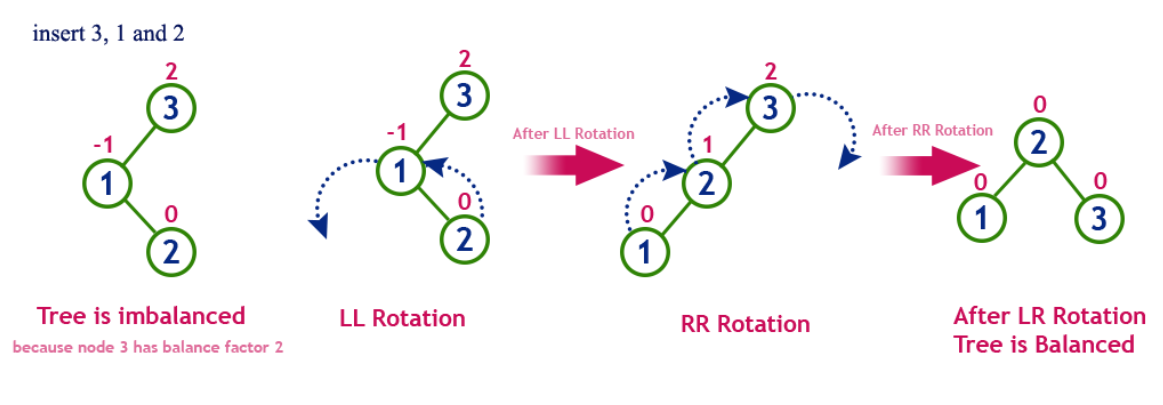 insert 3, 1 and 2
2
3
-1
1
0
2
Tree is imbalanced
because node 3 has balance factor 2
2
3
-1
1
0
2
LL Rotation
After LL Rotation
2
3
1
2
0
1
RR Rotation
After RR Rotation
0
2
0
1
0
3
After LR Rotation
Tree is Balanced